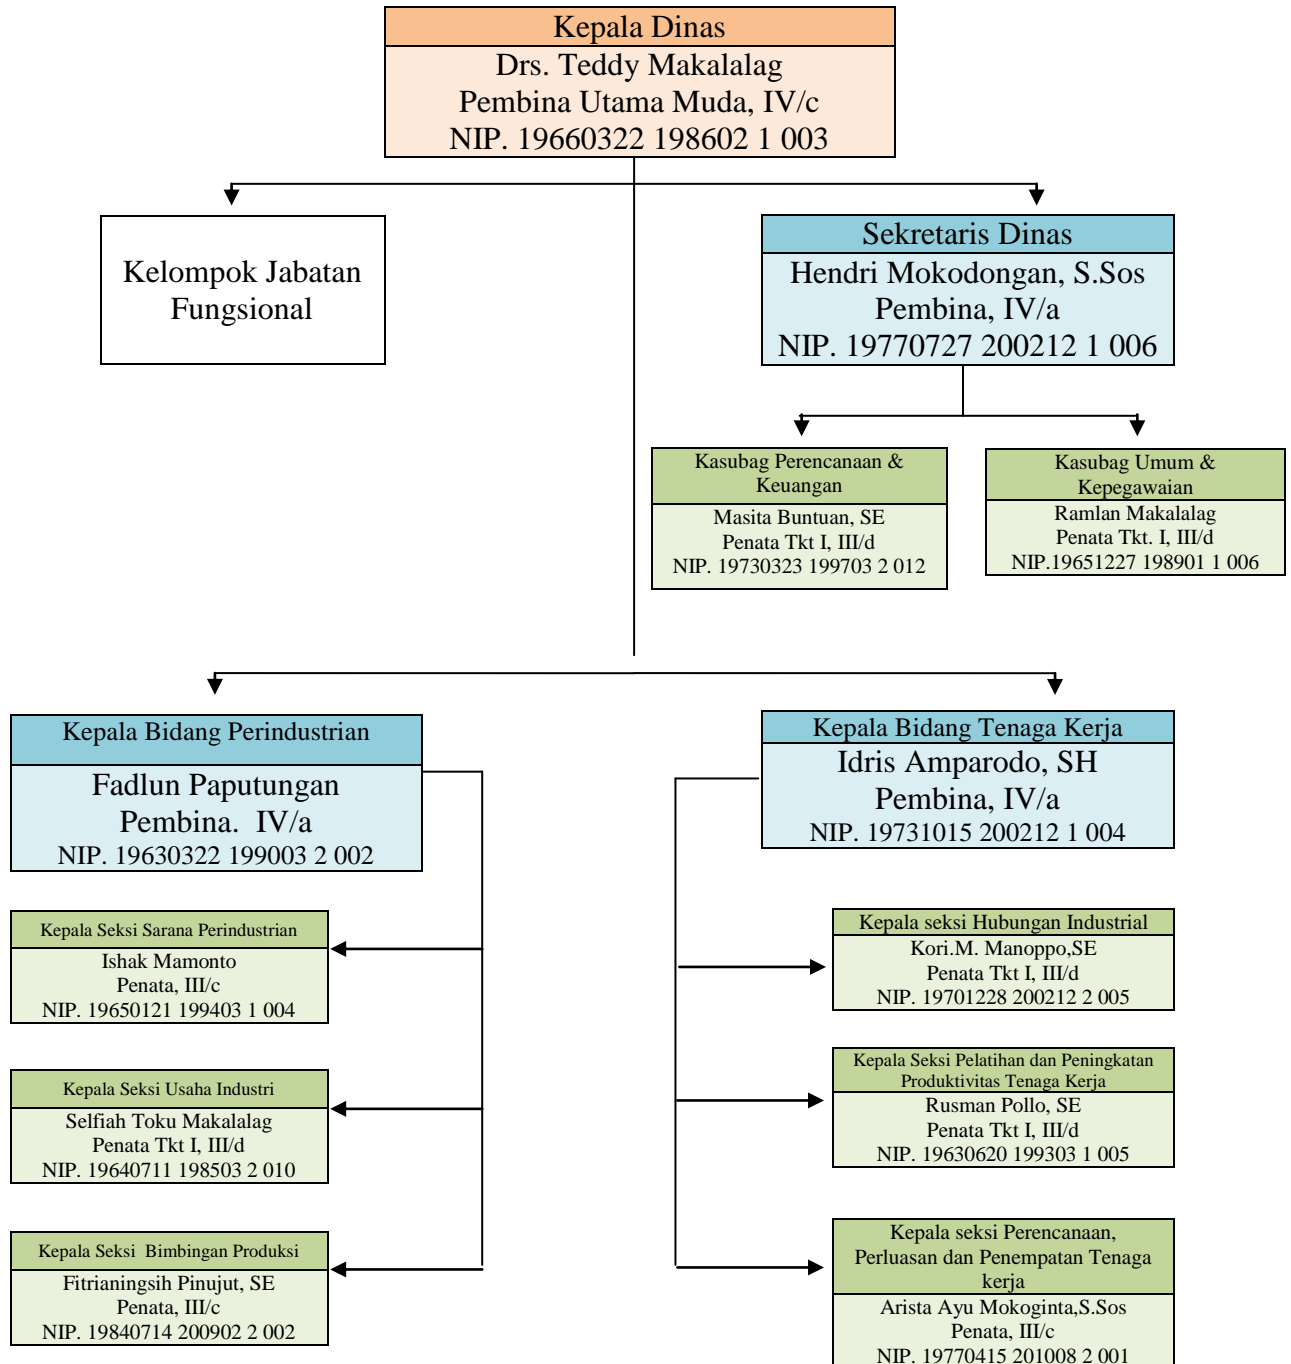 Kepala Dinas
Drs. Teddy Makalalag
Pembina Utama Muda, IV/c
NIP. 19660322 198602 1 003
Kelompok Jabatan
Fungsional
Sekretaris Dinas
Hendri Mokodongan, S.Sos
Pembina, IV/a
NIP. 19770727 200212 1 006
Kasubag Perencanaan &
Keuangan
Masita Buntuan, SE
Penata Tkt I, III/d
NIP. 19730323 199703 2 012
Kasubag Umum &
Kepegawaian
Ramlan Makalalag
Penata Tkt. I, III/d
NIP.19651227 198901 1 006
Kepala Bidang Perindustrian
Fadlun Paputungan
Pembina.  IV/a
NIP. 19630322 199003 2 002
Kepala Seksi Sarana Perindustrian
Ishak Mamonto
Penata, III/c
NIP. 19650121 199403 1 004
Kepala Seksi Usaha Industri
Selfiah Toku Makalalag
Penata Tkt I, III/d
NIP. 19640711 198503 2 010
Kepala Seksi  Bimbingan Produksi
Fitrianingsih Pinujut, SE
Penata, III/c
NIP. 19840714 200902 2 002
Kepala Bidang Tenaga Kerja
Idris Amparodo, SH
Pembina, IV/a
NIP. 19731015 200212 1 004
Kepala seksi Hubungan Industrial
Kori.M. Manoppo,SE
Penata Tkt I, III/d
NIP. 19701228 200212 2 005
Kepala Seksi Pelatihan dan Peningkatan
Produktivitas Tenaga Kerja
Rusman Pollo, SE
Penata Tkt I, III/d
NIP. 19630620 199303 1 005
Kepala seksi Perencanaan,
Perluasan dan Penempatan Tenaga
kerja
Arista Ayu Mokoginta,S.Sos
Penata, III/c
NIP. 19770415 201008 2 001